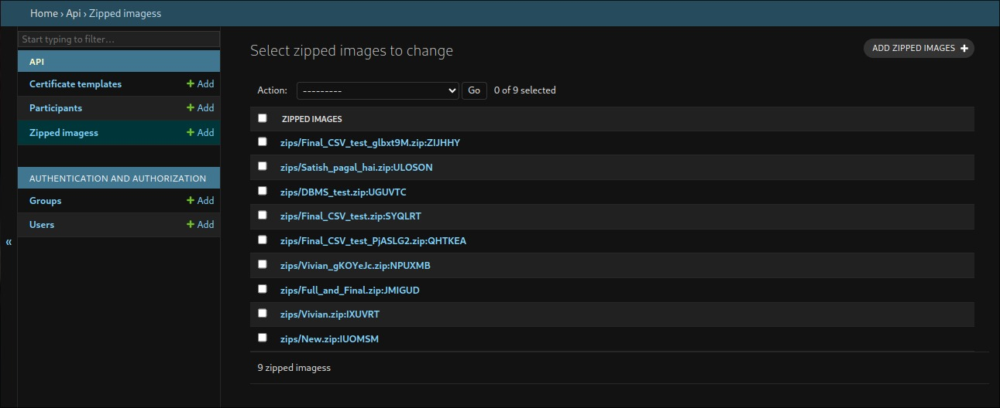 Home › Api › Zipped imagess
Start typing to filter...
API
Certificate templates + Add
Participants + Add
Zipped imagess + Add
AUTHENTICATION AND AUTHORIZATION
Groups + Add
Users + Add
«
Select zipped images to change
ADD ZIPPED IMAGES +
Action: --------- Go 0 of 9 selected
ZIPPED IMAGES
zips/Final_CSV_test_glbxt9M.zip:ZIJHHY
zips/Satish_pagal_hai.zip:ULOSON
zips/DBMS_test.zip:UGUVTC
zips/Final_CSV_test.zip:SYQLRT
zips/Final_CSV_test_PjASLG2.zip:QHTKEA
zips/Vivian_gKOYeJc.zip:NPUXMB
zips/Full_and_Final.zip:JMIGUD
zips/Vivian.zip:IXUVRT
zips/New.zip:IUOMSM
9 zipped imagess